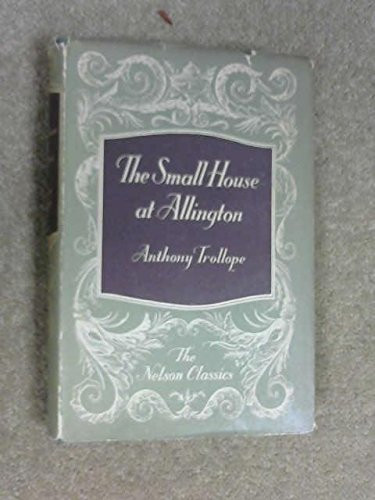 The Small House
at Allington
Anthony Trollope
The
Nelson Classics